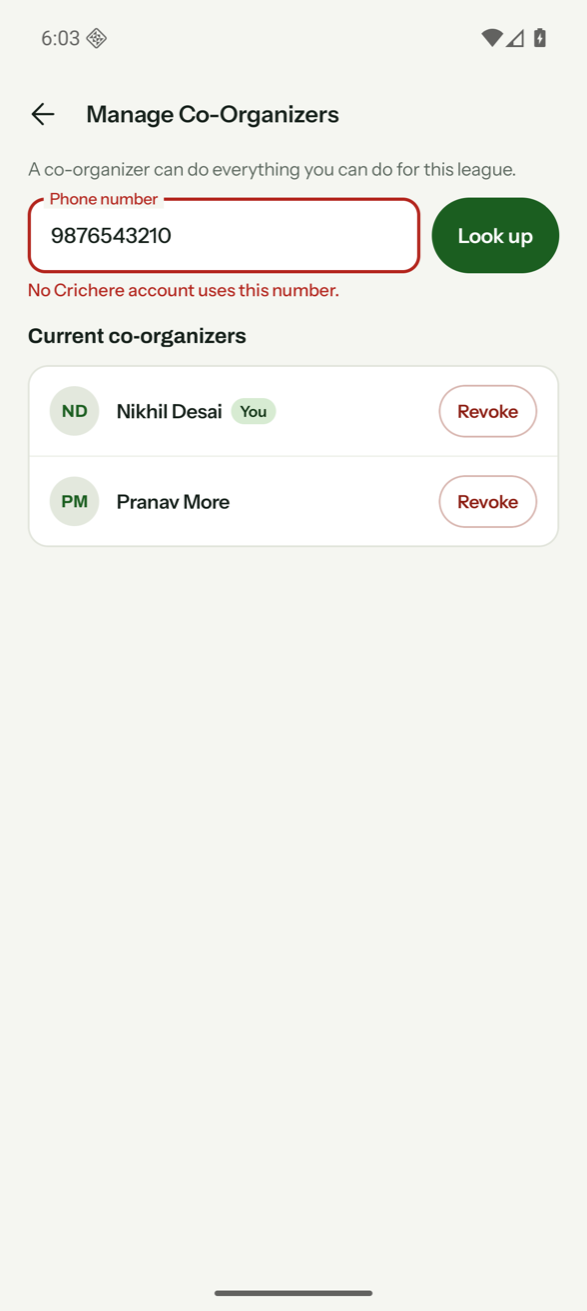 6:03
Manage Co-Organizers
A co-organizer can do everything you can do for this league.
Phone number
9876543210
Look up
No Crichere account uses this number.
Current co-organizers
ND Nikhil Desai You Revoke
PM Pranav More Revoke